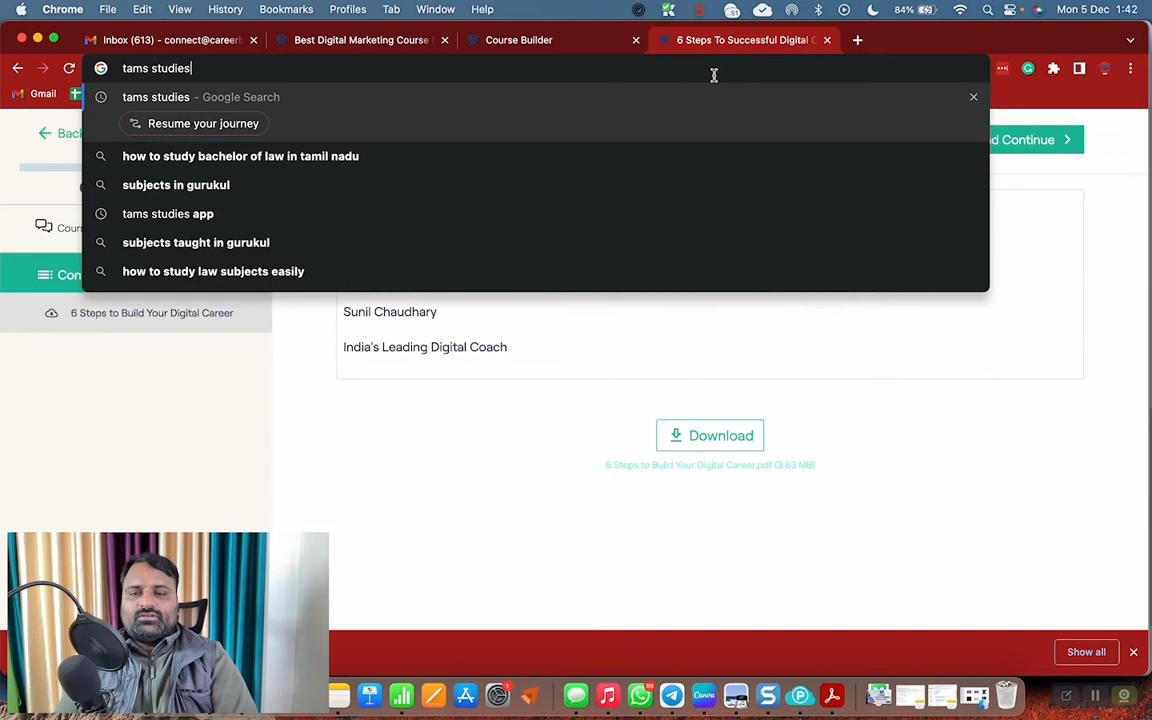 Chrome File Edit View History Bookmarks Profiles Tab Window Help 84% Mon 5 Dec 1:42
Inbox (613) - connect@career Best Digital Marketing Course Course Builder 6 Steps To Successful Digital C
tams studies
Gmail
tams studies - Google Search
Resume your journey
how to study bachelor of law in tamil nadu
subjects in gurukul
tams studies app
subjects taught in gurukul
how to study law subjects easily
Back
nd Continue
Cours
Con
6 Steps to Build Your Digital Career
Sunil Chaudhary
India's Leading Digital Coach
Download
6 Steps to Build Your Digital Career.pdf (3.83 MB)
Show all